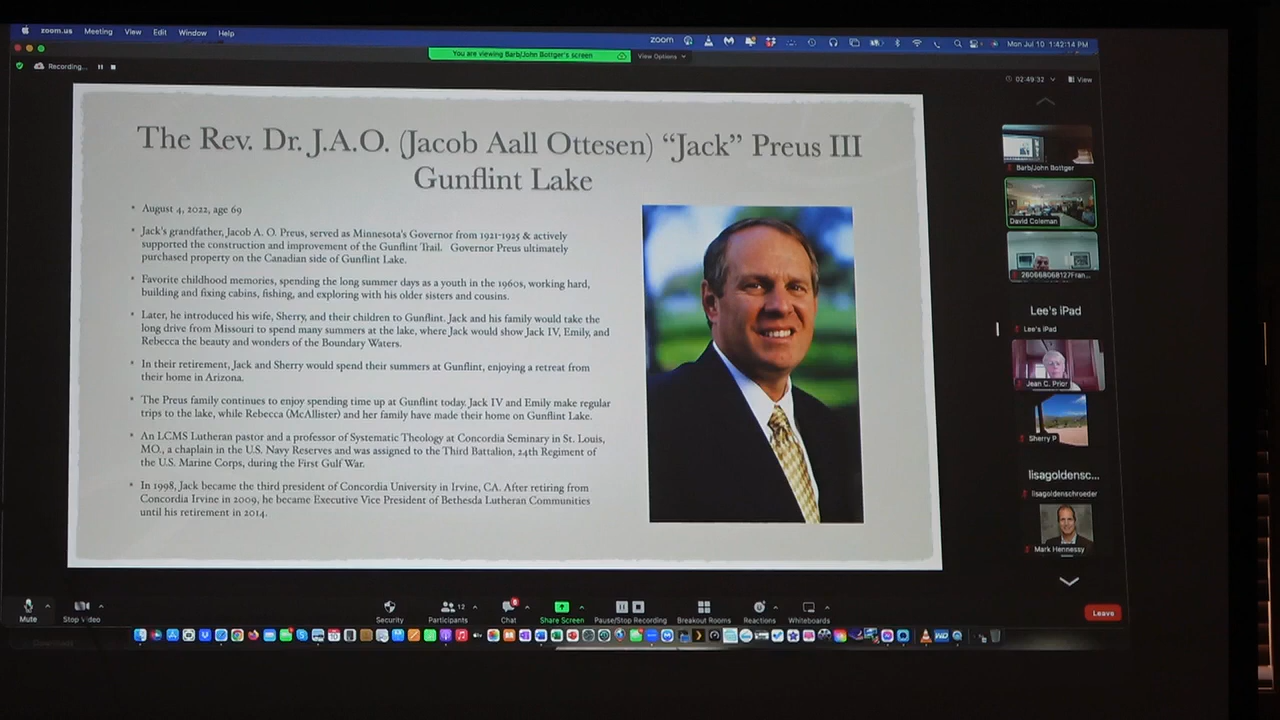 zoom.us Meeting View Edit Window Help
zoom
Mon Jul 10 1:42:14 PM
You are viewing Barb/John Bottger's screen
View Options
Recording...
02:49:32
View
The Rev. Dr. J.A.O. (Jacob Aall Ottesen) “Jack” Preus III
Gunflint Lake
• August 4, 2022, age 69
• Jack's grandfather, Jacob A. O. Preus, served as Minnesota's Governor from 1921-1925 & actively
supported the construction and improvement of the Gunflint Trail. Governor Preus ultimately
purchased property on the Canadian side of Gunflint Lake.
• Favorite childhood memories, spending the long summer days as a youth in the 1960s, working hard,
building and fixing cabins, fishing, and exploring with his older sisters and cousins.
• Later, he introduced his wife, Sherry, and their children to Gunflint. Jack and his family would take the
long drive from Missouri to spend many summers at the lake, where Jack would show Jack IV, Emily, and
Rebecca the beauty and wonders of the Boundary Waters.
• In their retirement, Jack and Sherry would spend their summers at Gunflint, enjoying a retreat from
their home in Arizona.
• The Preus family continues to enjoy spending time up at Gunflint today. Jack IV and Emily make regular
trips to the lake, while Rebecca (McAllister) and her family have made their home on Gunflint Lake.
• An LCMS Lutheran pastor and a professor of Systematic Theology at Concordia Seminary in St. Louis,
MO., a chaplain in the U.S. Navy Reserves and was assigned to the Third Battalion, 24th Regiment of
the U.S. Marine Corps, during the First Gulf War.
• In 1998, Jack became the third president of Concordia University in Irvine, CA. After retiring from
Concordia Irvine in 2009, he became Executive Vice President of Bethesda Lutheran Communities
until his retirement in 2014.
Barb/John Bottger
David Coleman
260668068127Fran...
Lee's iPad
Lee's iPad
Jean C. Prior
Sherry P
lisagoldensc...
lisagoldenschroeder
Mark Hennessy
Mute
Stop Video
Security
Participants
12
Chat
Share Screen
Pause/Stop Recording
Breakout Rooms
Reactions
Whiteboards
Leave